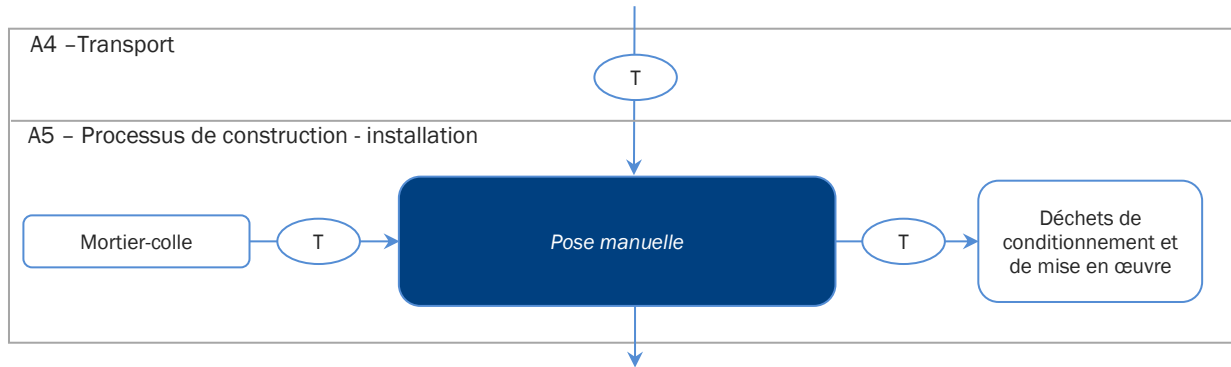 A4 –Transport
T
A5 – Processus de construction - installation
Mortier-colle
T
Pose manuelle
T
Déchets de
conditionnement et
de mise en œuvre